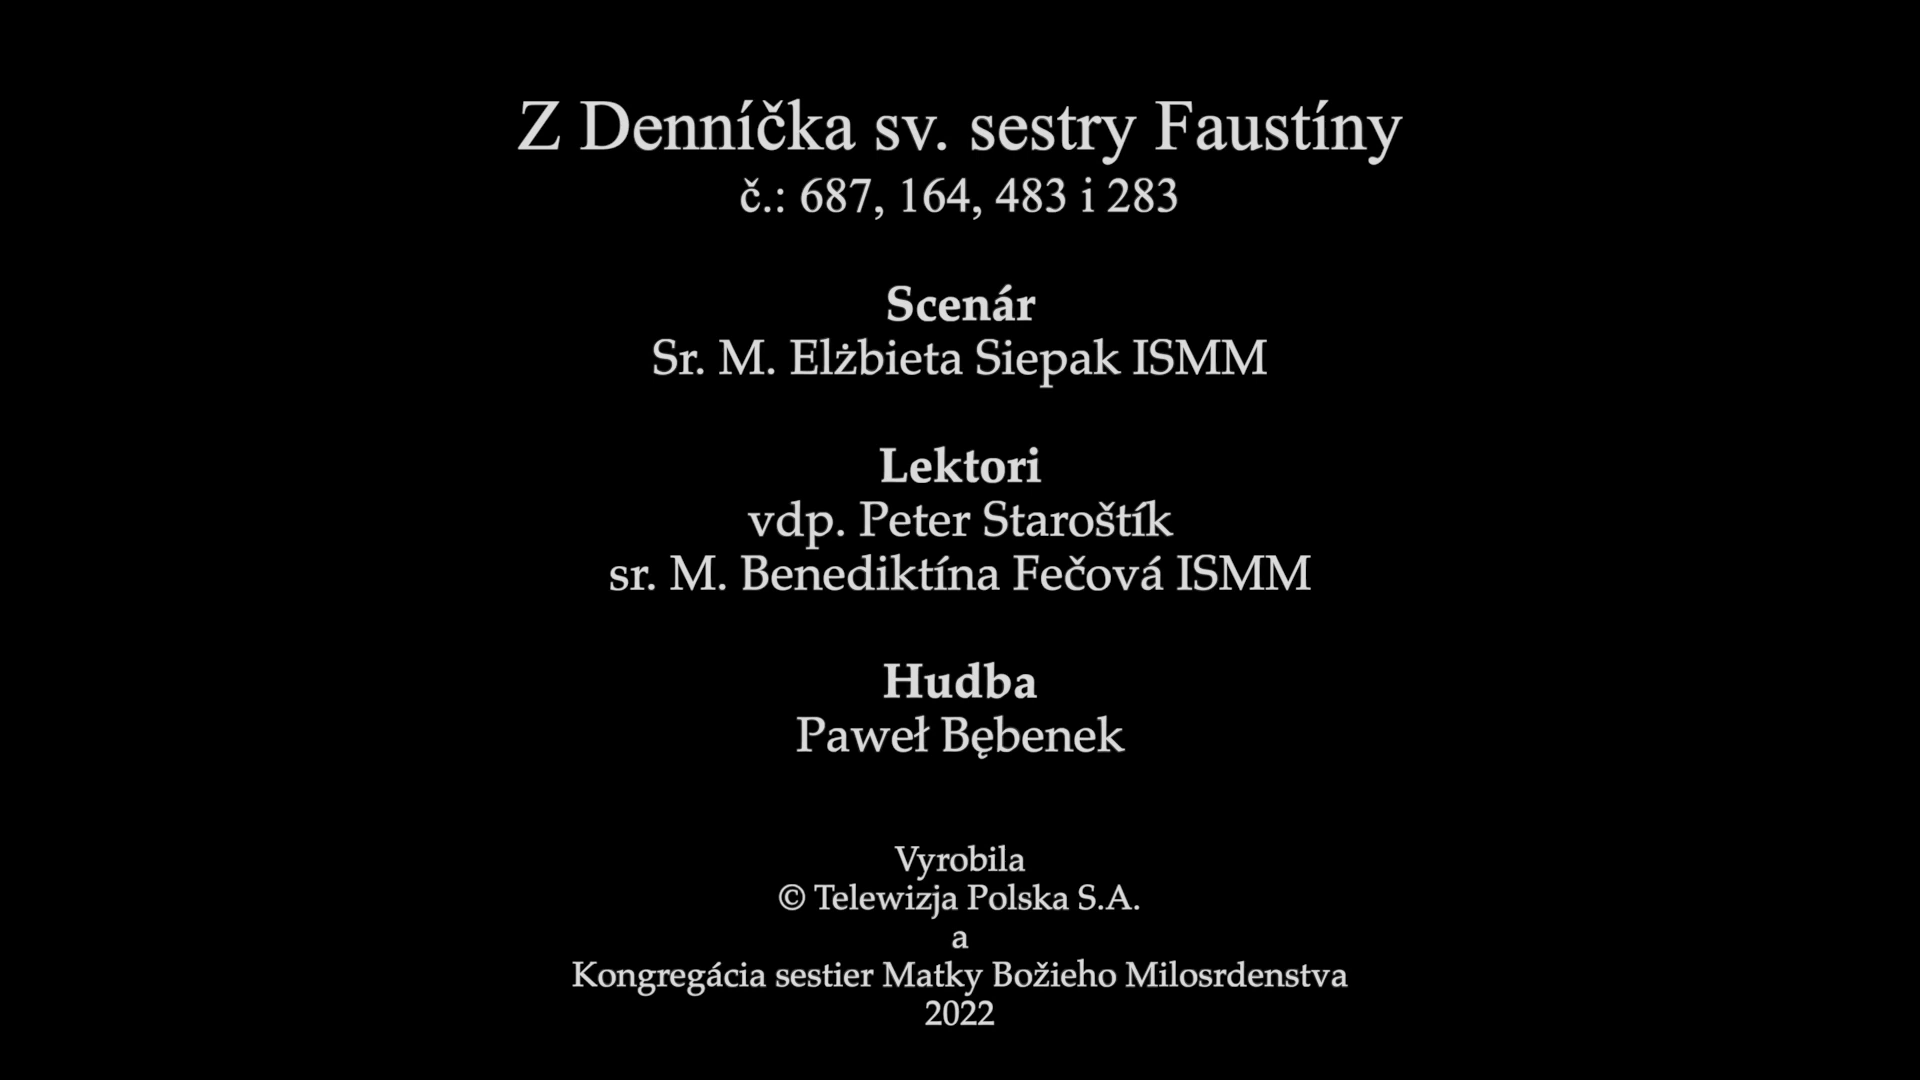 Z Denníčka sv. sestry Faustíny
č.: 687, 164, 483 i 283
Scenár
Sr. M. Elżbieta Siepak ISMM
Lektori
vdp. Peter Staroštík
sr. M. Benediktína Fečová ISMM
Hudba
Paweł Bębenek
Vyrobila
© Telewizja Polska S.A.
a
Kongregácia sestier Matky Božieho Milosrdenstva
2022